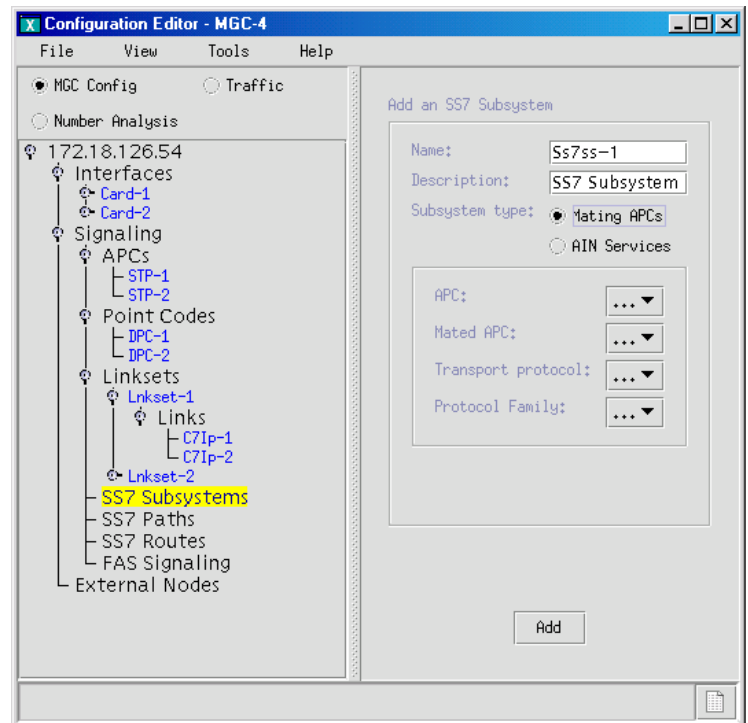 Configuration Editor - MGC-4
File View Tools Help
MGC Config Traffic
Number Analysis
172.18.126.54
Interfaces
Card-1
Card-2
Signaling
APCs
STP-1
STP-2
Point Codes
DPC-1
DPC-2
Linksets
Lnkset-1
Links
C7Ip-1
C7Ip-2
Lnkset-2
SS7 Subsystems
SS7 Paths
SS7 Routes
FAS Signaling
External Nodes
Add an SS7 Subsystem
Name: Ss7ss-1
Description: SS7 Subsystem
Subsystem type: Mating APCs
AIN Services
APC: ...
Mated APC: ...
Transport protocol: ...
Protocol Family: ...
Add